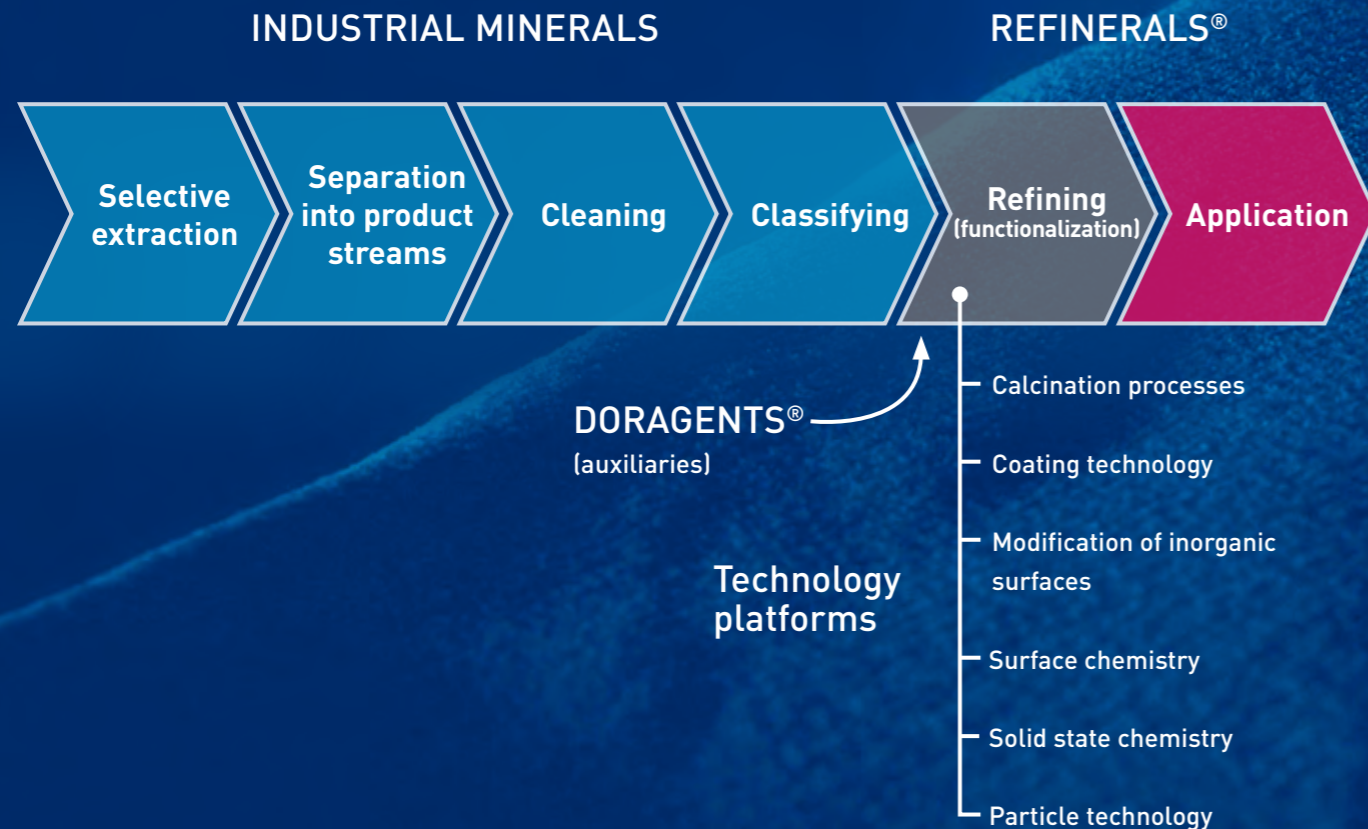 INDUSTRIAL MINERALS
REFINERALS®
Selective
extraction
Separation
into product
streams
Cleaning
Classifying
Refining
(functionalization)
Application
DORAGENTS®
(auxiliaries)
Technology
platforms
Calcination processes
Coating technology
Modification of inorganic
surfaces
Surface chemistry
Solid state chemistry
Particle technology